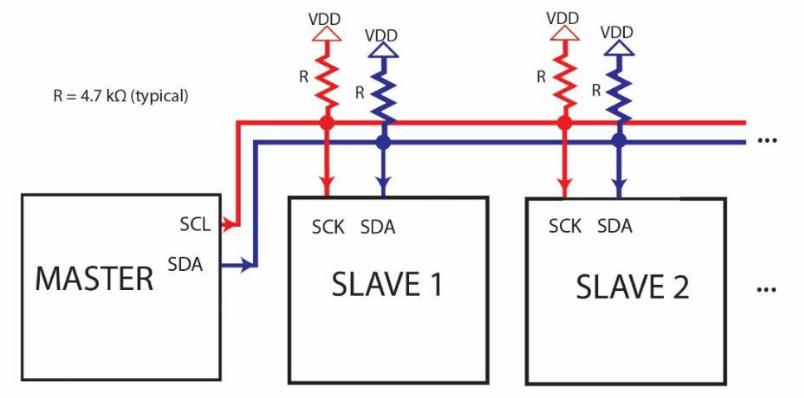 VDD
VDD
VDD
VDD
R
R
R
R
R = 4.7 kΩ (typical)
...
SCL
SDA
MASTER
SCK SDA
SLAVE 1
SCK SDA
SLAVE 2
...